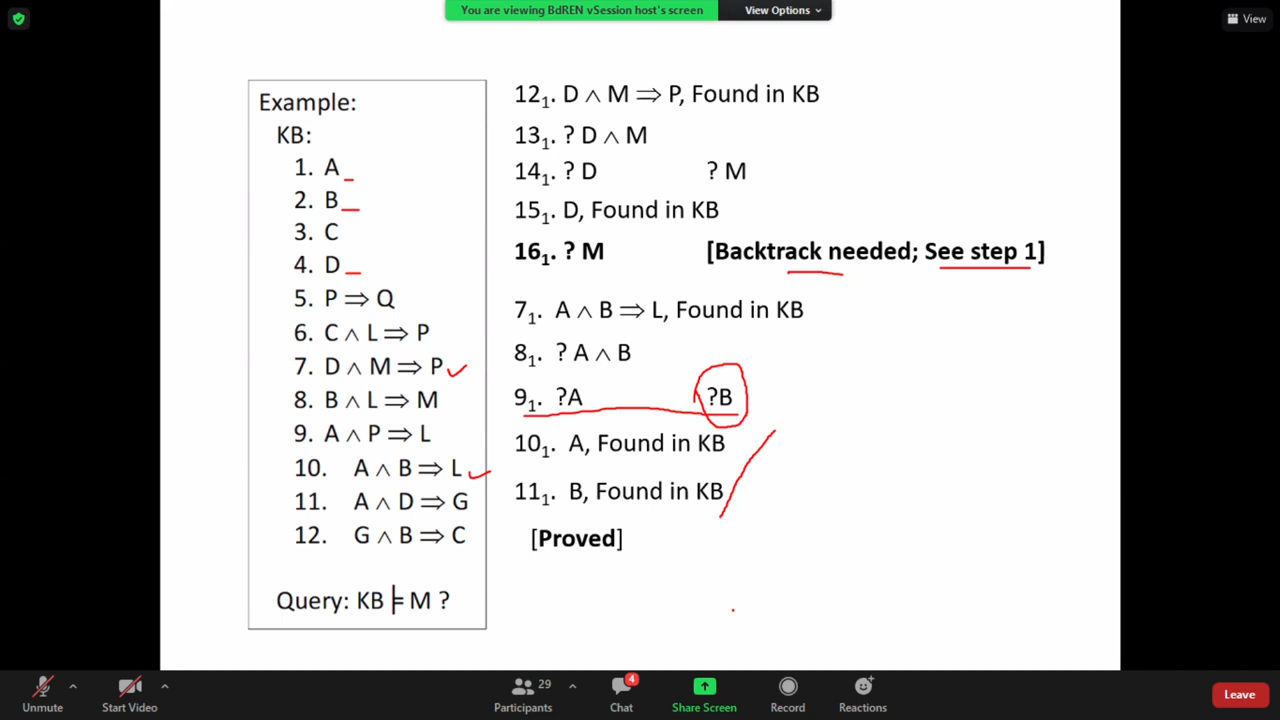 You are viewing BdREN vSession host's screen
View Options
View
Example:
KB:
1. A
2. B
3. C
4. D
5. P ⇒ Q
6. C ∧ L ⇒ P
7. D ∧ M ⇒ P
8. B ∧ L ⇒ M
9. A ∧ P ⇒ L
10. A ∧ B ⇒ L
11. A ∧ D ⇒ G
12. G ∧ B ⇒ C
Query: KB ⊨ M ?
12₁. D ∧ M ⇒ P, Found in KB
13₁. ? D ∧ M
14₁. ? D ? M
15₁. D, Found in KB
16₁. ? M [Backtrack needed; See step 1]
7₁. A ∧ B ⇒ L, Found in KB
8₁. ? A ∧ B
9₁. ?A ?B
10₁. A, Found in KB
11₁. B, Found in KB
[Proved]
Unmute
Start Video
29
Participants
4
Chat
Share Screen
Record
Reactions
Leave